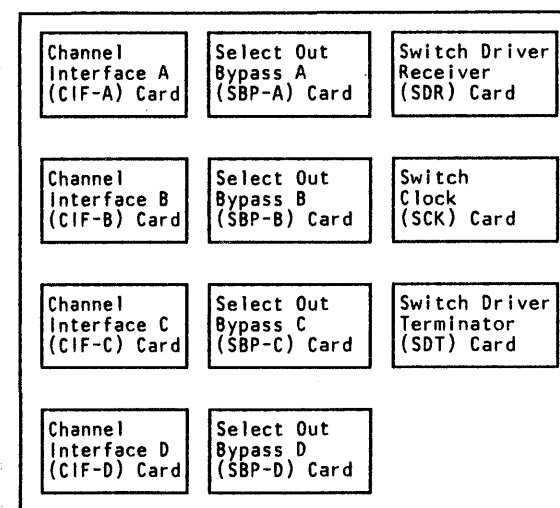 Channel
Interface A
(CIF-A) Card
Select Out
Bypass A
(SBP-A) Card
Switch Driver
Receiver
(SDR) Card
Channel
Interface B
(CIF-B) Card
Select Out
Bypass B
(SBP-B) Card
Switch
Clock
(SCK) Card
Channel
Interface C
(CIF-C) Card
Select Out
Bypass C
(SBP-C) Card
Switch Driver
Terminator
(SDT) Card
Channel
Interface D
(CIF-D) Card
Select Out
Bypass D
(SBP-D) Card